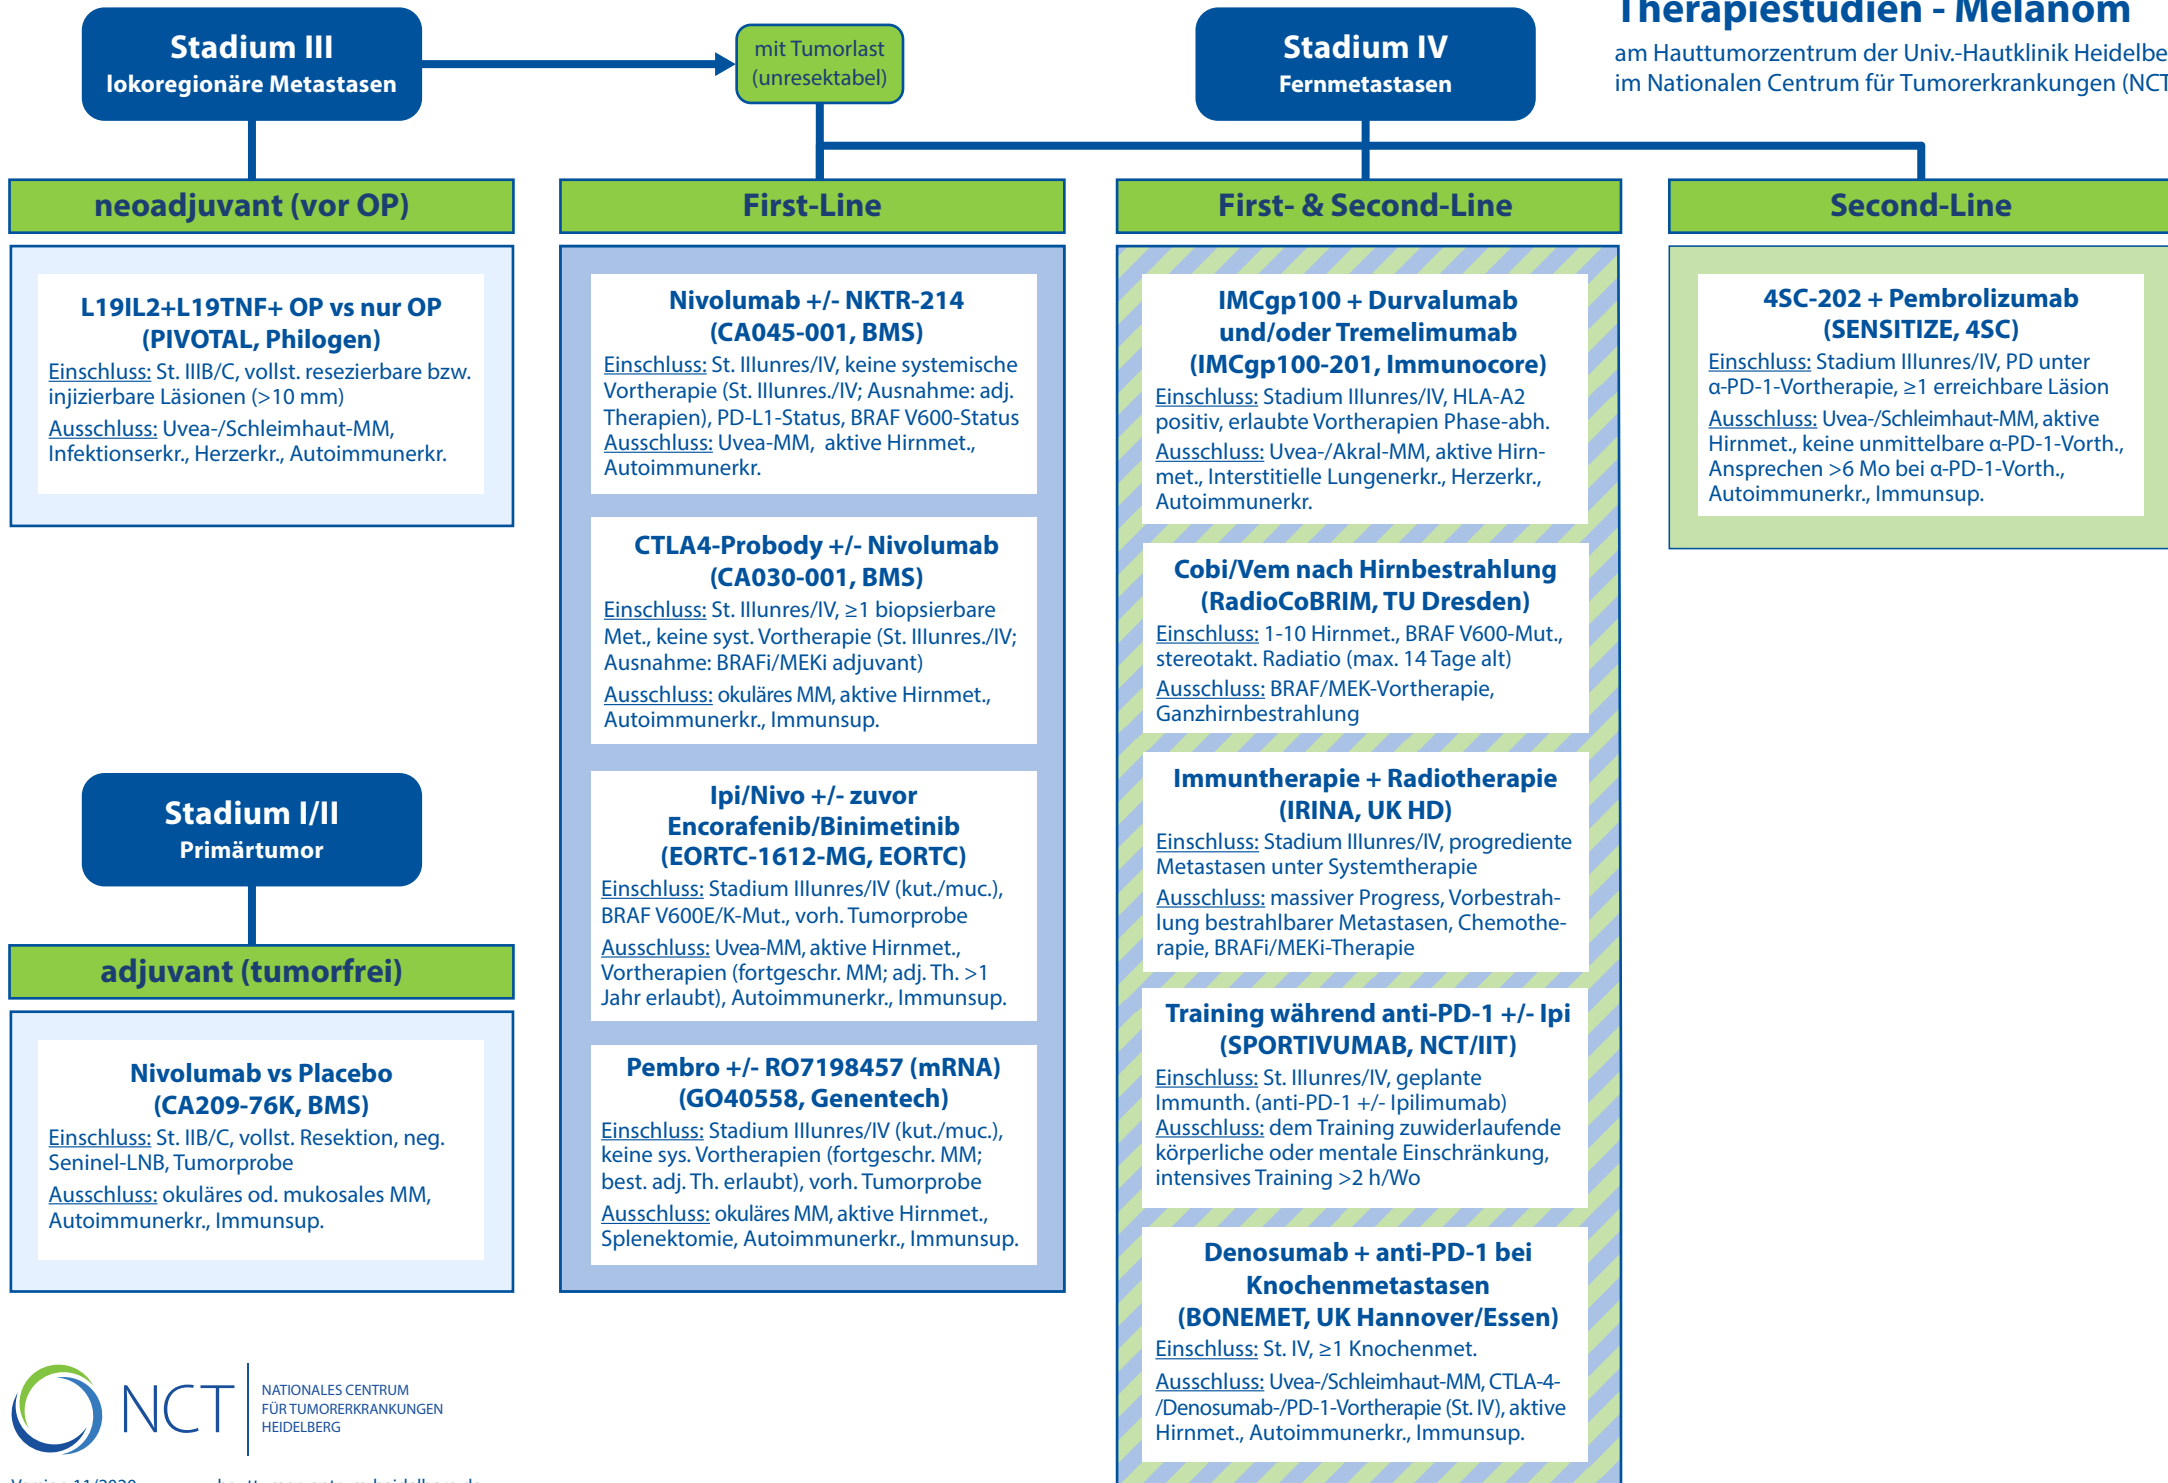 Therapiestudien - Melanom
am Hauttumorzentrum der Univ.-Hautklinik Heidelbe
im Nationalen Centrum für Tumorerkrankungen (NCT
Stadium III
lokoregionäre Metastasen
mit Tumorlast
(unresektabel)
Stadium IV
Fernmetastasen
neoadjuvant (vor OP)
L19IL2+L19TNF+ OP vs nur OP
(PIVOTAL, Philogen)
Einschluss: St. IIIB/C, vollst. resezierbare bzw.
injizierbare Läsionen (>10 mm)
Ausschluss: Uvea-/Schleimhaut-MM,
Infektionserkr., Herzerkr., Autoimmunerkr.
Stadium I/II
Primärtumor
adjuvant (tumorfrei)
Nivolumab vs Placebo
(CA209-76K, BMS)
Einschluss: St. IIB/C, vollst. Resektion, neg.
Seninel-LNB, Tumorprobe
Ausschluss: okuläres od. mukosales MM,
Autoimmunerkr., Immunsup.
First-Line
Nivolumab +/- NKTR-214
(CA045-001, BMS)
Einschluss: St. IIIunres/IV, keine systemische
Vortherapie (St. IIIunres./IV; Ausnahme: adj.
Therapien), PD-L1-Status, BRAF V600-Status
Ausschluss: Uvea-MM, aktive Hirnmet.,
Autoimmunerkr.
CTLA4-Probody +/- Nivolumab
(CA030-001, BMS)
Einschluss: St. IIIunres/IV, ≥1 biopsierbare
Met., keine syst. Vortherapie (St. IIIunres./IV;
Ausnahme: BRAFi/MEKi adjuvant)
Ausschluss: okuläres MM, aktive Hirnmet.,
Autoimmunerkr., Immunsup.
Ipi/Nivo +/- zuvor
Encorafenib/Binimetinib
(EORTC-1612-MG, EORTC)
Einschluss: Stadium IIIunres/IV (kut./muc.),
BRAF V600E/K-Mut., vorh. Tumorprobe
Ausschluss: Uvea-MM, aktive Hirnmet.,
Vortherapien (fortgeschr. MM; adj. Th. >1
Jahr erlaubt), Autoimmunerkr., Immunsup.
Pembro +/- RO7198457 (mRNA)
(GO40558, Genentech)
Einschluss: Stadium IIIunres/IV (kut./muc.),
keine sys. Vortherapien (fortgeschr. MM;
best. adj. Th. erlaubt), vorh. Tumorprobe
Ausschluss: okuläres MM, aktive Hirnmet.,
Splenektomie, Autoimmunerkr., Immunsup.
First- & Second-Line
IMCgp100 + Durvalumab
und/oder Tremelimumab
(IMCgp100-201, Immunocore)
Einschluss: Stadium IIIunres/IV, HLA-A2
positiv, erlaubte Vortherapien Phase-abh.
Ausschluss: Uvea-/Akral-MM, aktive Hirn-
met., Interstitielle Lungenerkr., Herzerkr.,
Autoimmunerkr.
Cobi/Vem nach Hirnbestrahlung
(RadioCoBRIM, TU Dresden)
Einschluss: 1-10 Hirnmet., BRAF V600-Mut.,
stereotakt. Radiatio (max. 14 Tage alt)
Ausschluss: BRAF/MEK-Vortherapie,
Ganzhirnbestrahlung
Immuntherapie + Radiotherapie
(IRINA, UK HD)
Einschluss: Stadium IIIunres/IV, progrediente
Metastasen unter Systemtherapie
Ausschluss: massiver Progress, Vorbestrah-
lung bestrahlbarer Metastasen, Chemothe-
rapie, BRAFi/MEKi-Therapie
Training während anti-PD-1 +/- Ipi
(SPORTIVUMAB, NCT/IIT)
Einschluss: St. IIIunres/IV, geplante
Immunth. (anti-PD-1 +/- Ipilimumab)
Ausschluss: dem Training zuwiderlaufende
körperliche oder mentale Einschränkung,
intensives Training >2 h/Wo
Denosumab + anti-PD-1 bei
Knochenmetastasen
(BONEMET, UK Hannover/Essen)
Einschluss: St. IV, ≥1 Knochenmet.
Ausschluss: Uvea-/Schleimhaut-MM, CTLA-4-
/Denosumab-/PD-1-Vortherapie (St. IV), aktive
Hirnmet., Autoimmunerkr., Immunsup.
Second-Line
4SC-202 + Pembrolizumab
(SENSITIZE, 4SC)
Einschluss: Stadium IIIunres/IV, PD unter
α-PD-1-Vortherapie, ≥1 erreichbare Läsion
Ausschluss: Uvea-/Schleimhaut-MM, aktive
Hirnmet., keine unmittelbare α-PD-1-Vorth.,
Ansprechen >6 Mo bei α-PD-1-Vorth.,
Autoimmunerkr., Immunsup.
NCT
NATIONALES CENTRUM
FÜR TUMORERKRANKUNGEN
HEIDELBERG